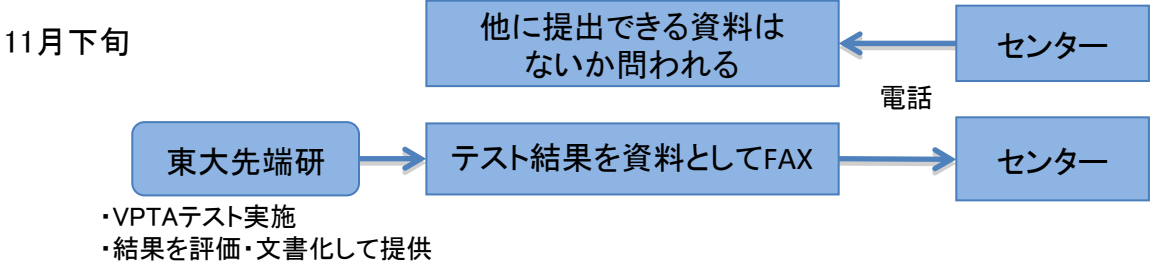 11月下旬
他に提出できる資料は
ないか問われる
センター
電話
東大先端研
テスト結果を資料としてFAX
センター
・VPTAテスト実施
・結果を評価・文書化して提供